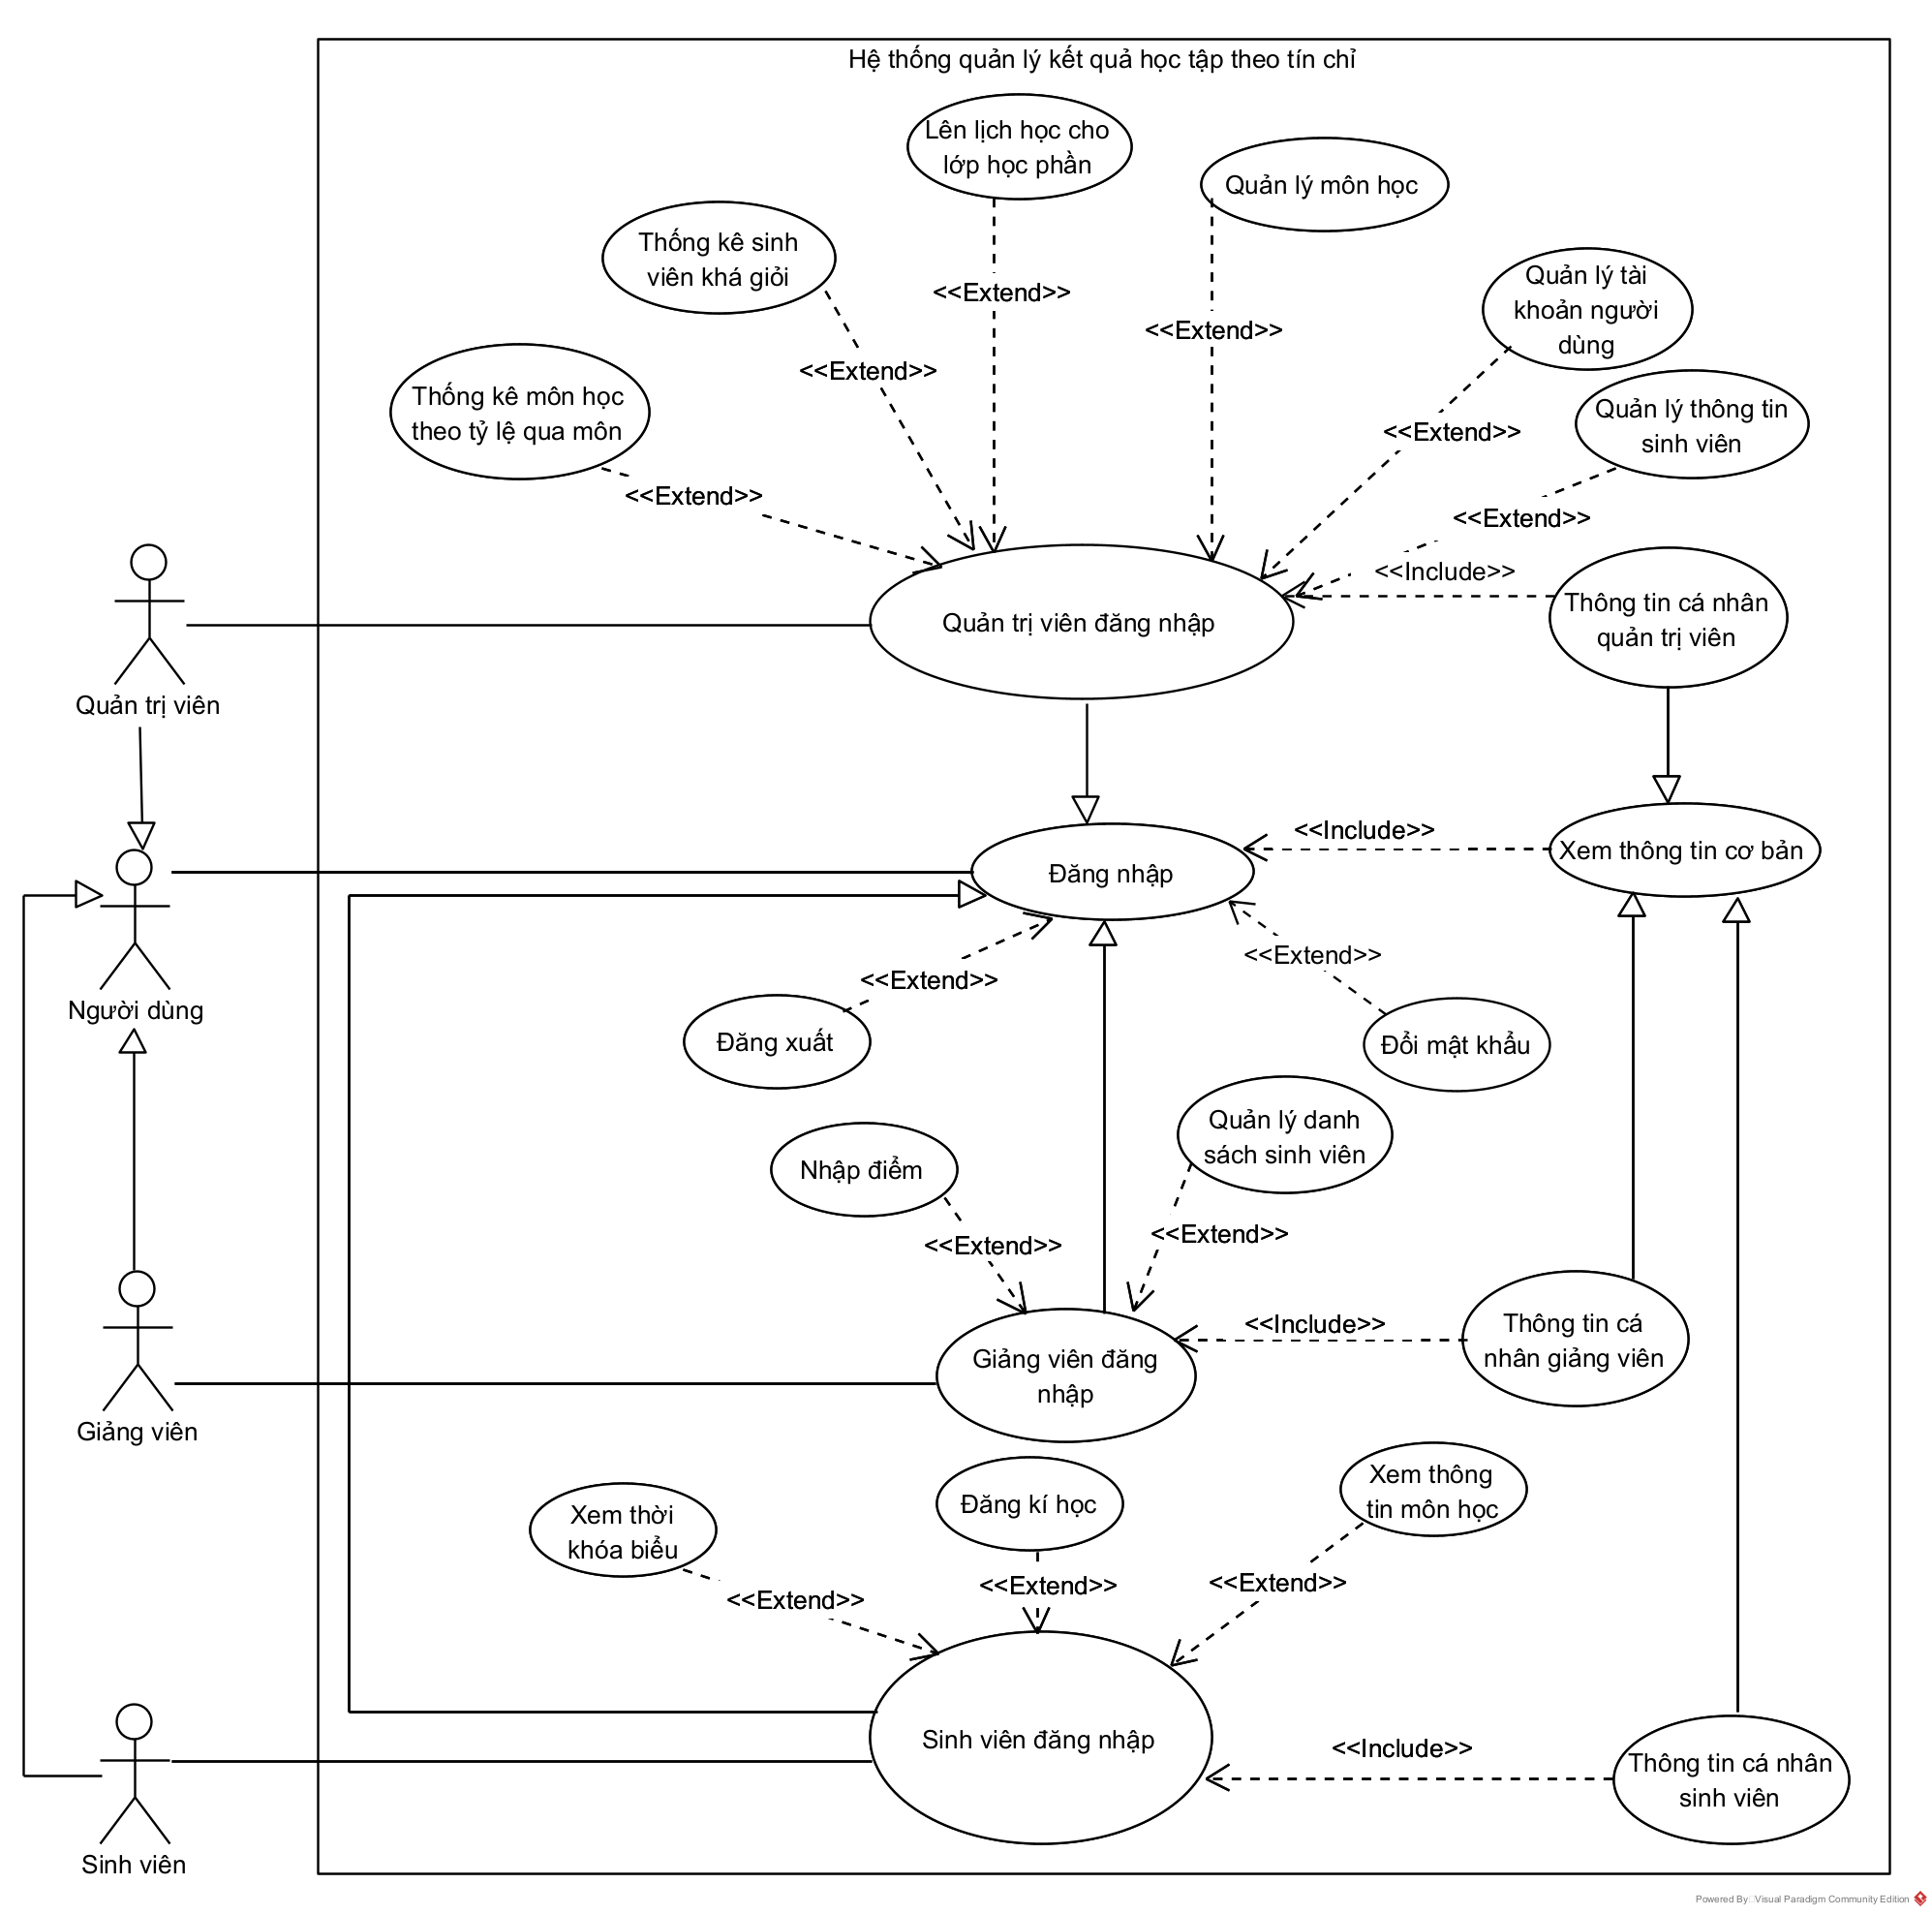 Hệ thống quản lý kết quả học tập theo tín chỉ
Lên lịch học cho
lớp học phần
Quản lý môn học
Thống kê sinh
viên khá giỏi
Quản lý tài
khoản người
dùng
<<Extend>>
<<Extend>>
<<Extend>>
Thống kê môn học
theo tỷ lệ qua môn
Quản lý thông tin
sinh viên
<<Extend>>
<<Extend>>
<<Extend>>
<<Include>>
Thông tin cá nhân
quản trị viên
Quản trị viên đăng nhập
Quản trị viên
<<Include>>
Xem thông tin cơ bản
Đăng nhập
<<Extend>>
<<Extend>>
Người dùng
Đăng xuất
Đổi mật khẩu
Quản lý danh
sách sinh viên
Nhập điểm
<<Extend>>
<<Extend>>
<<Include>>
Thông tin cá
nhân giảng viên
Giảng viên đăng
nhập
Giảng viên
Xem thông
tin môn học
Đăng kí học
Xem thời
khóa biểu
<<Extend>>
<<Extend>>
<<Extend>>
Sinh viên đăng nhập
<<Include>>
Thông tin cá nhân
sinh viên
Sinh viên
Powered By Visual Paradigm Community Edition